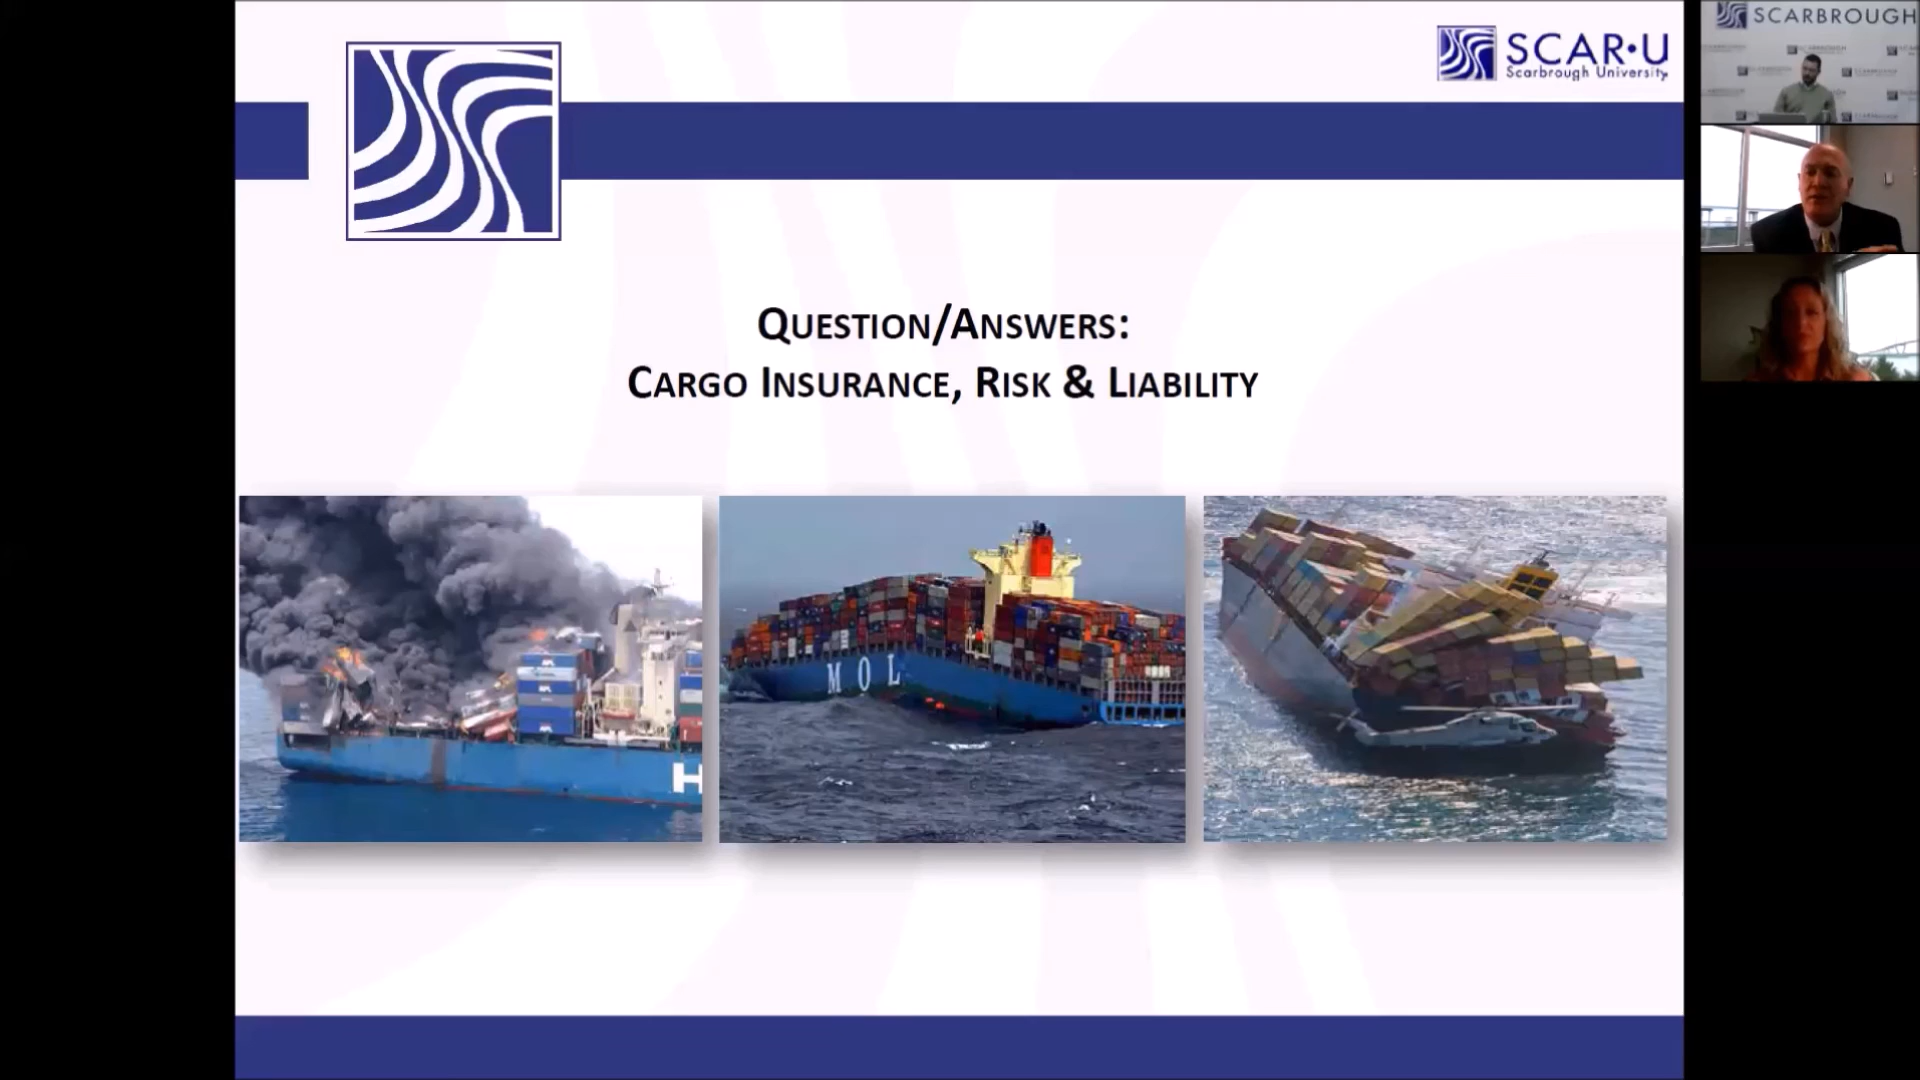 SCAR•U
Scarbrough University
SCARBROUGH
QUESTION/ANSWERS:
CARGO INSURANCE, RISK & LIABILITY
MOL
H